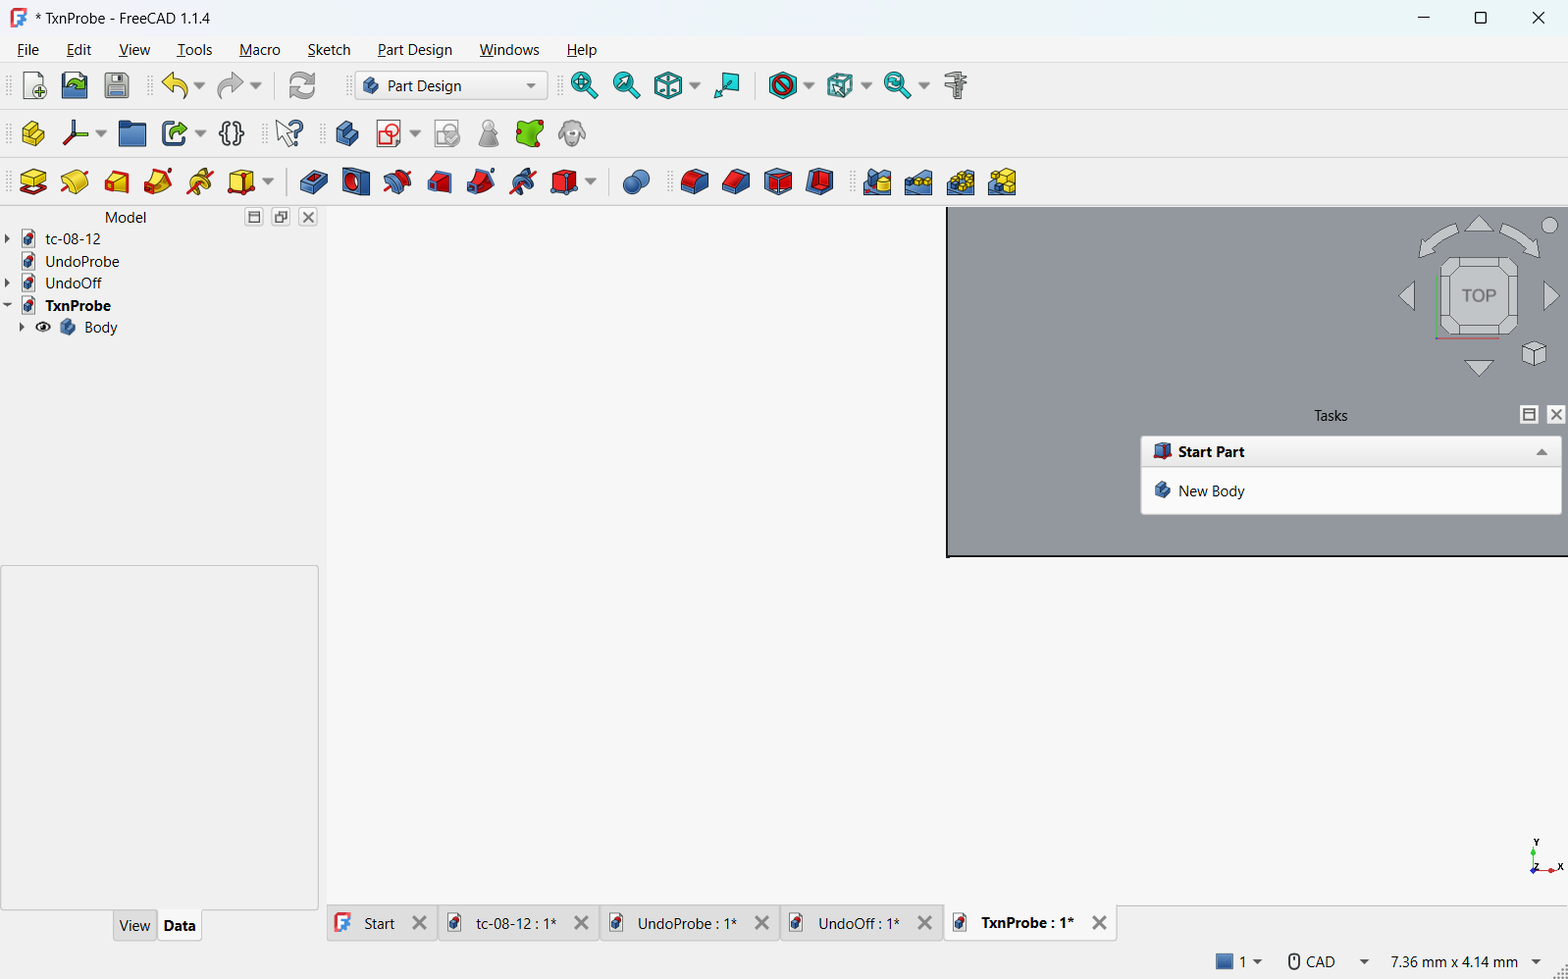 * TxnProbe - FreeCAD 1.1.4
File Edit View Tools Macro Sketch Part Design Windows Help
Part Design
Model
tc-08-12
UndoProbe
UndoOff
TxnProbe
Body
TOP
Tasks
Start Part
New Body
Y
Z X
View Data
Start tc-08-12 : 1* UndoProbe : 1* UndoOff : 1* TxnProbe : 1*
1 CAD 7.36 mm x 4.14 mm